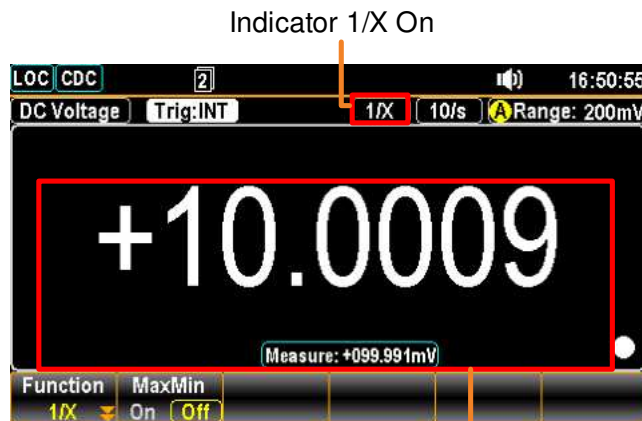 Indicator 1/X On
LOC CDC 2 16:50:55
DC Voltage Trig:INT 1/X 10/s A Range: 200mV
+10.0009
Measure: +099.991mV
Function MaxMin
1/X On Off